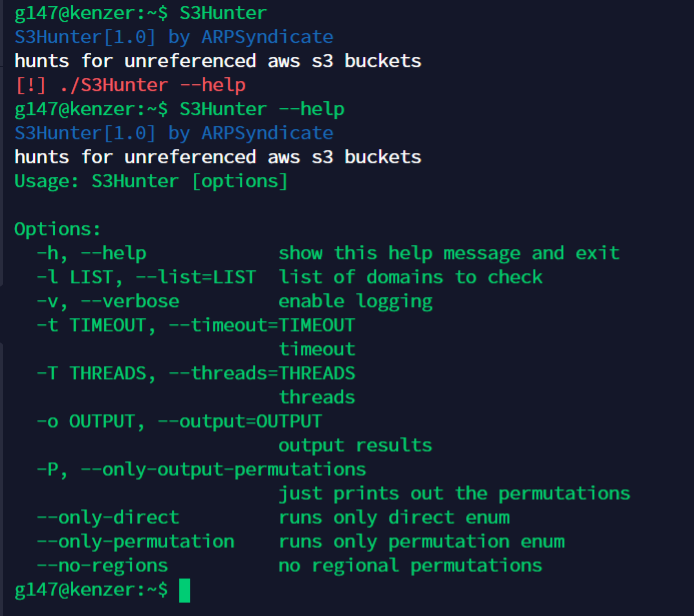 g147@kenzer:~$ S3Hunter
S3Hunter[1.0] by ARPSyndicate
hunts for unreferenced aws s3 buckets
[!] ./S3Hunter --help
g147@kenzer:~$ S3Hunter --help
S3Hunter[1.0] by ARPSyndicate
hunts for unreferenced aws s3 buckets
Usage: S3Hunter [options]

Options:
  -h, --help            show this help message and exit
  -l LIST, --list=LIST  list of domains to check
  -v, --verbose         enable logging
  -t TIMEOUT, --timeout=TIMEOUT
                        timeout
  -T THREADS, --threads=THREADS
                        threads
  -o OUTPUT, --output=OUTPUT
                        output results
  -P, --only-output-permutations
                        just prints out the permutations
  --only-direct         runs only direct enum
  --only-permutation    runs only permutation enum
  --no-regions          no regional permutations
g147@kenzer:~$